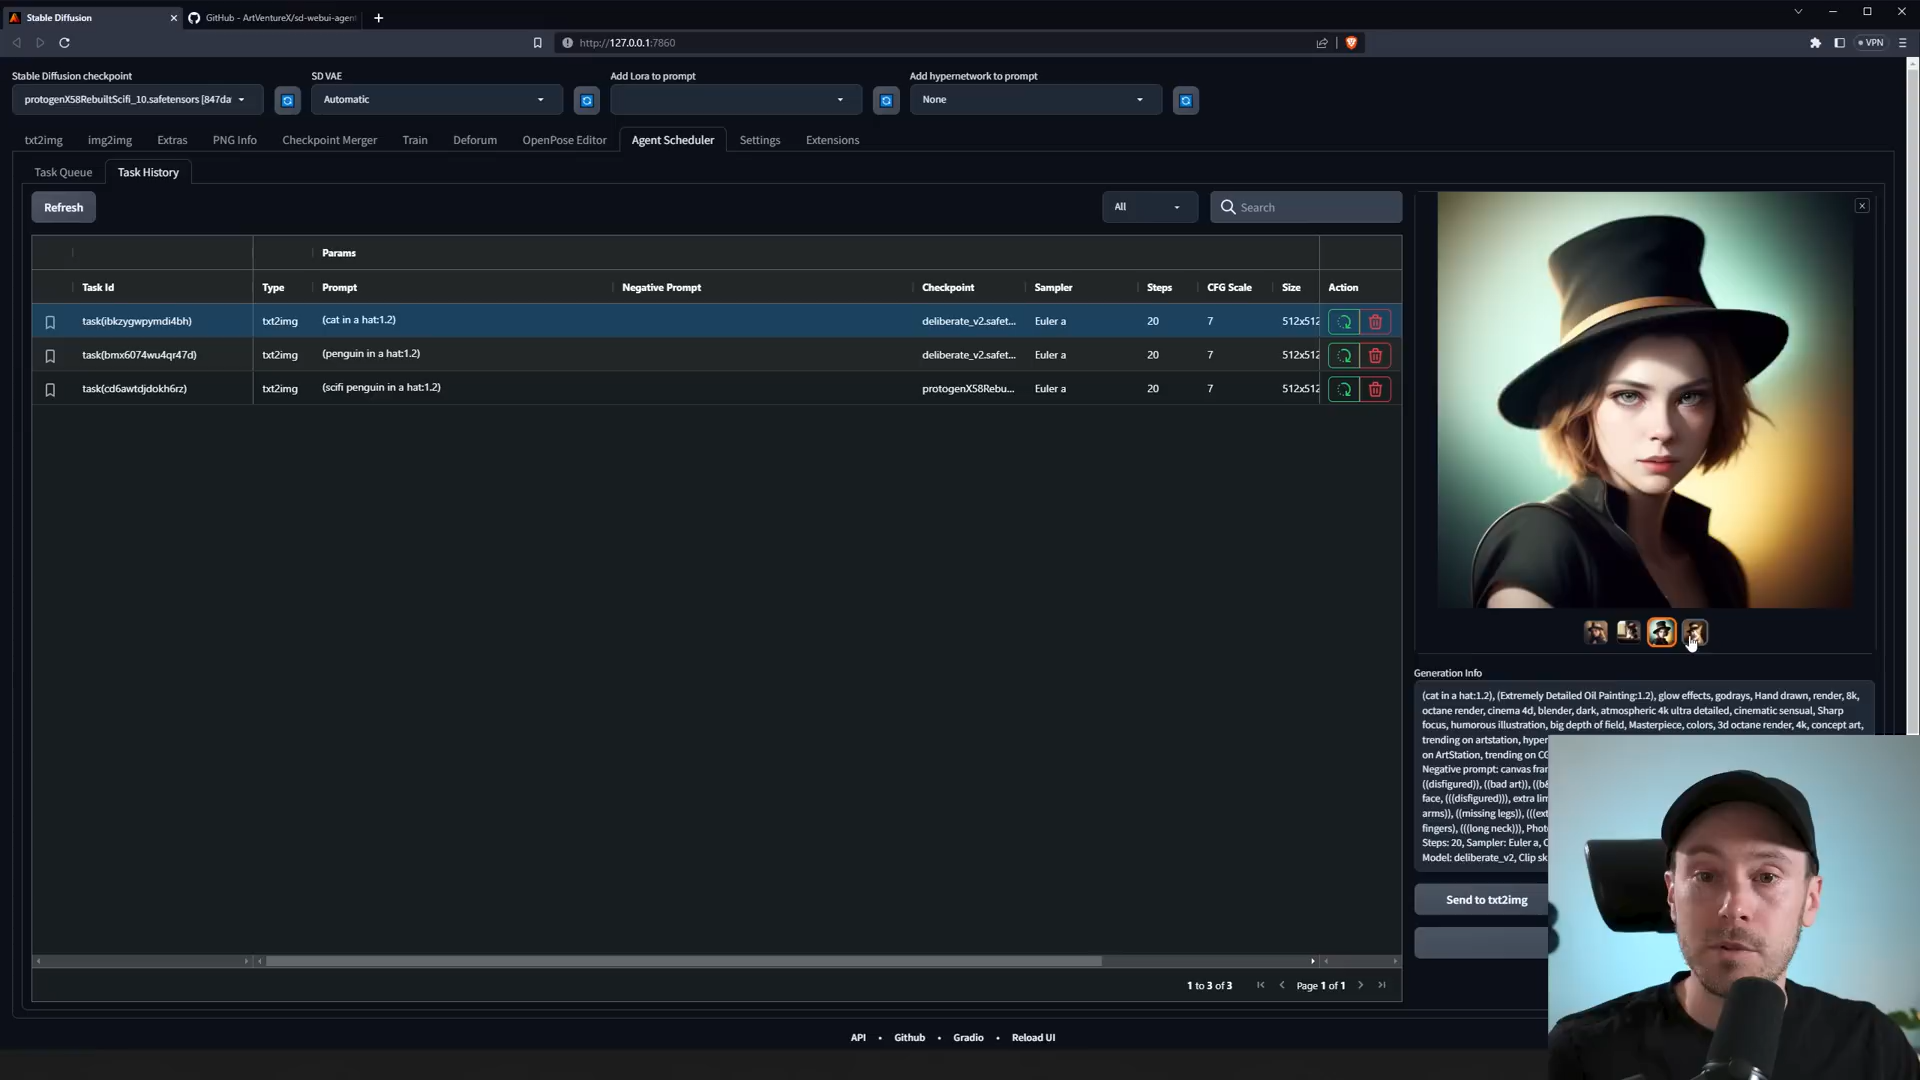 Stable Diffusion
GitHub - ArtVentureX/sd-webui-agen
http://127.0.0.1:7860
VPN
Stable Diffusion checkpoint
SD VAE
Add Lora to prompt
Add hypernetwork to prompt
protogenX58RebuiltScifi_10.safetensors [847da
Automatic
None
txt2img
img2img
Extras
PNG Info
Checkpoint Merger
Train
Deforum
OpenPose Editor
Agent Scheduler
Settings
Extensions
Task Queue
Task History
Refresh
All
Search
Params
Task Id
Type
Prompt
Negative Prompt
Checkpoint
Sampler
Steps
CFG Scale
Size
Action
task(ibkzygwpymdi4bh) txt2img (cat in a hat:1.2) deliberate_v2.safet... Euler a 20 7 512x512
task(bmx6074wu4qr47d) txt2img (penguin in a hat:1.2) deliberate_v2.safet... Euler a 20 7 512x512
task(cd6awtdjdokh6rz) txt2img (scifi penguin in a hat:1.2) protogenX58Rebu... Euler a 20 7 512x512
1 to 3 of 3
Page 1 of 1
Generation Info
(cat in a hat:1.2), (Extremely Detailed Oil Painting:1.2), glow effects, godrays, Hand drawn, render, 8k,
octane render, cinema 4d, blender, dark, atmospheric 4k ultra detailed, cinematic sensual, Sharp
focus, humorous illustration, big depth of field, Masterpiece, colors, 3d octane render, 4k, concept art,
trending on artstation, hyper
on ArtStation, trending on CG
Negative prompt: canvas fra
((disfigured)), ((bad art)), ((b
face, (((disfigured))), extra lim
arms)), ((missing legs)), (((ext
fingers), (((long neck))), Phot
Steps: 20, Sampler: Euler a, C
Model: deliberate_v2, Clip sk
Send to txt2img
API • Github • Gradio • Reload UI